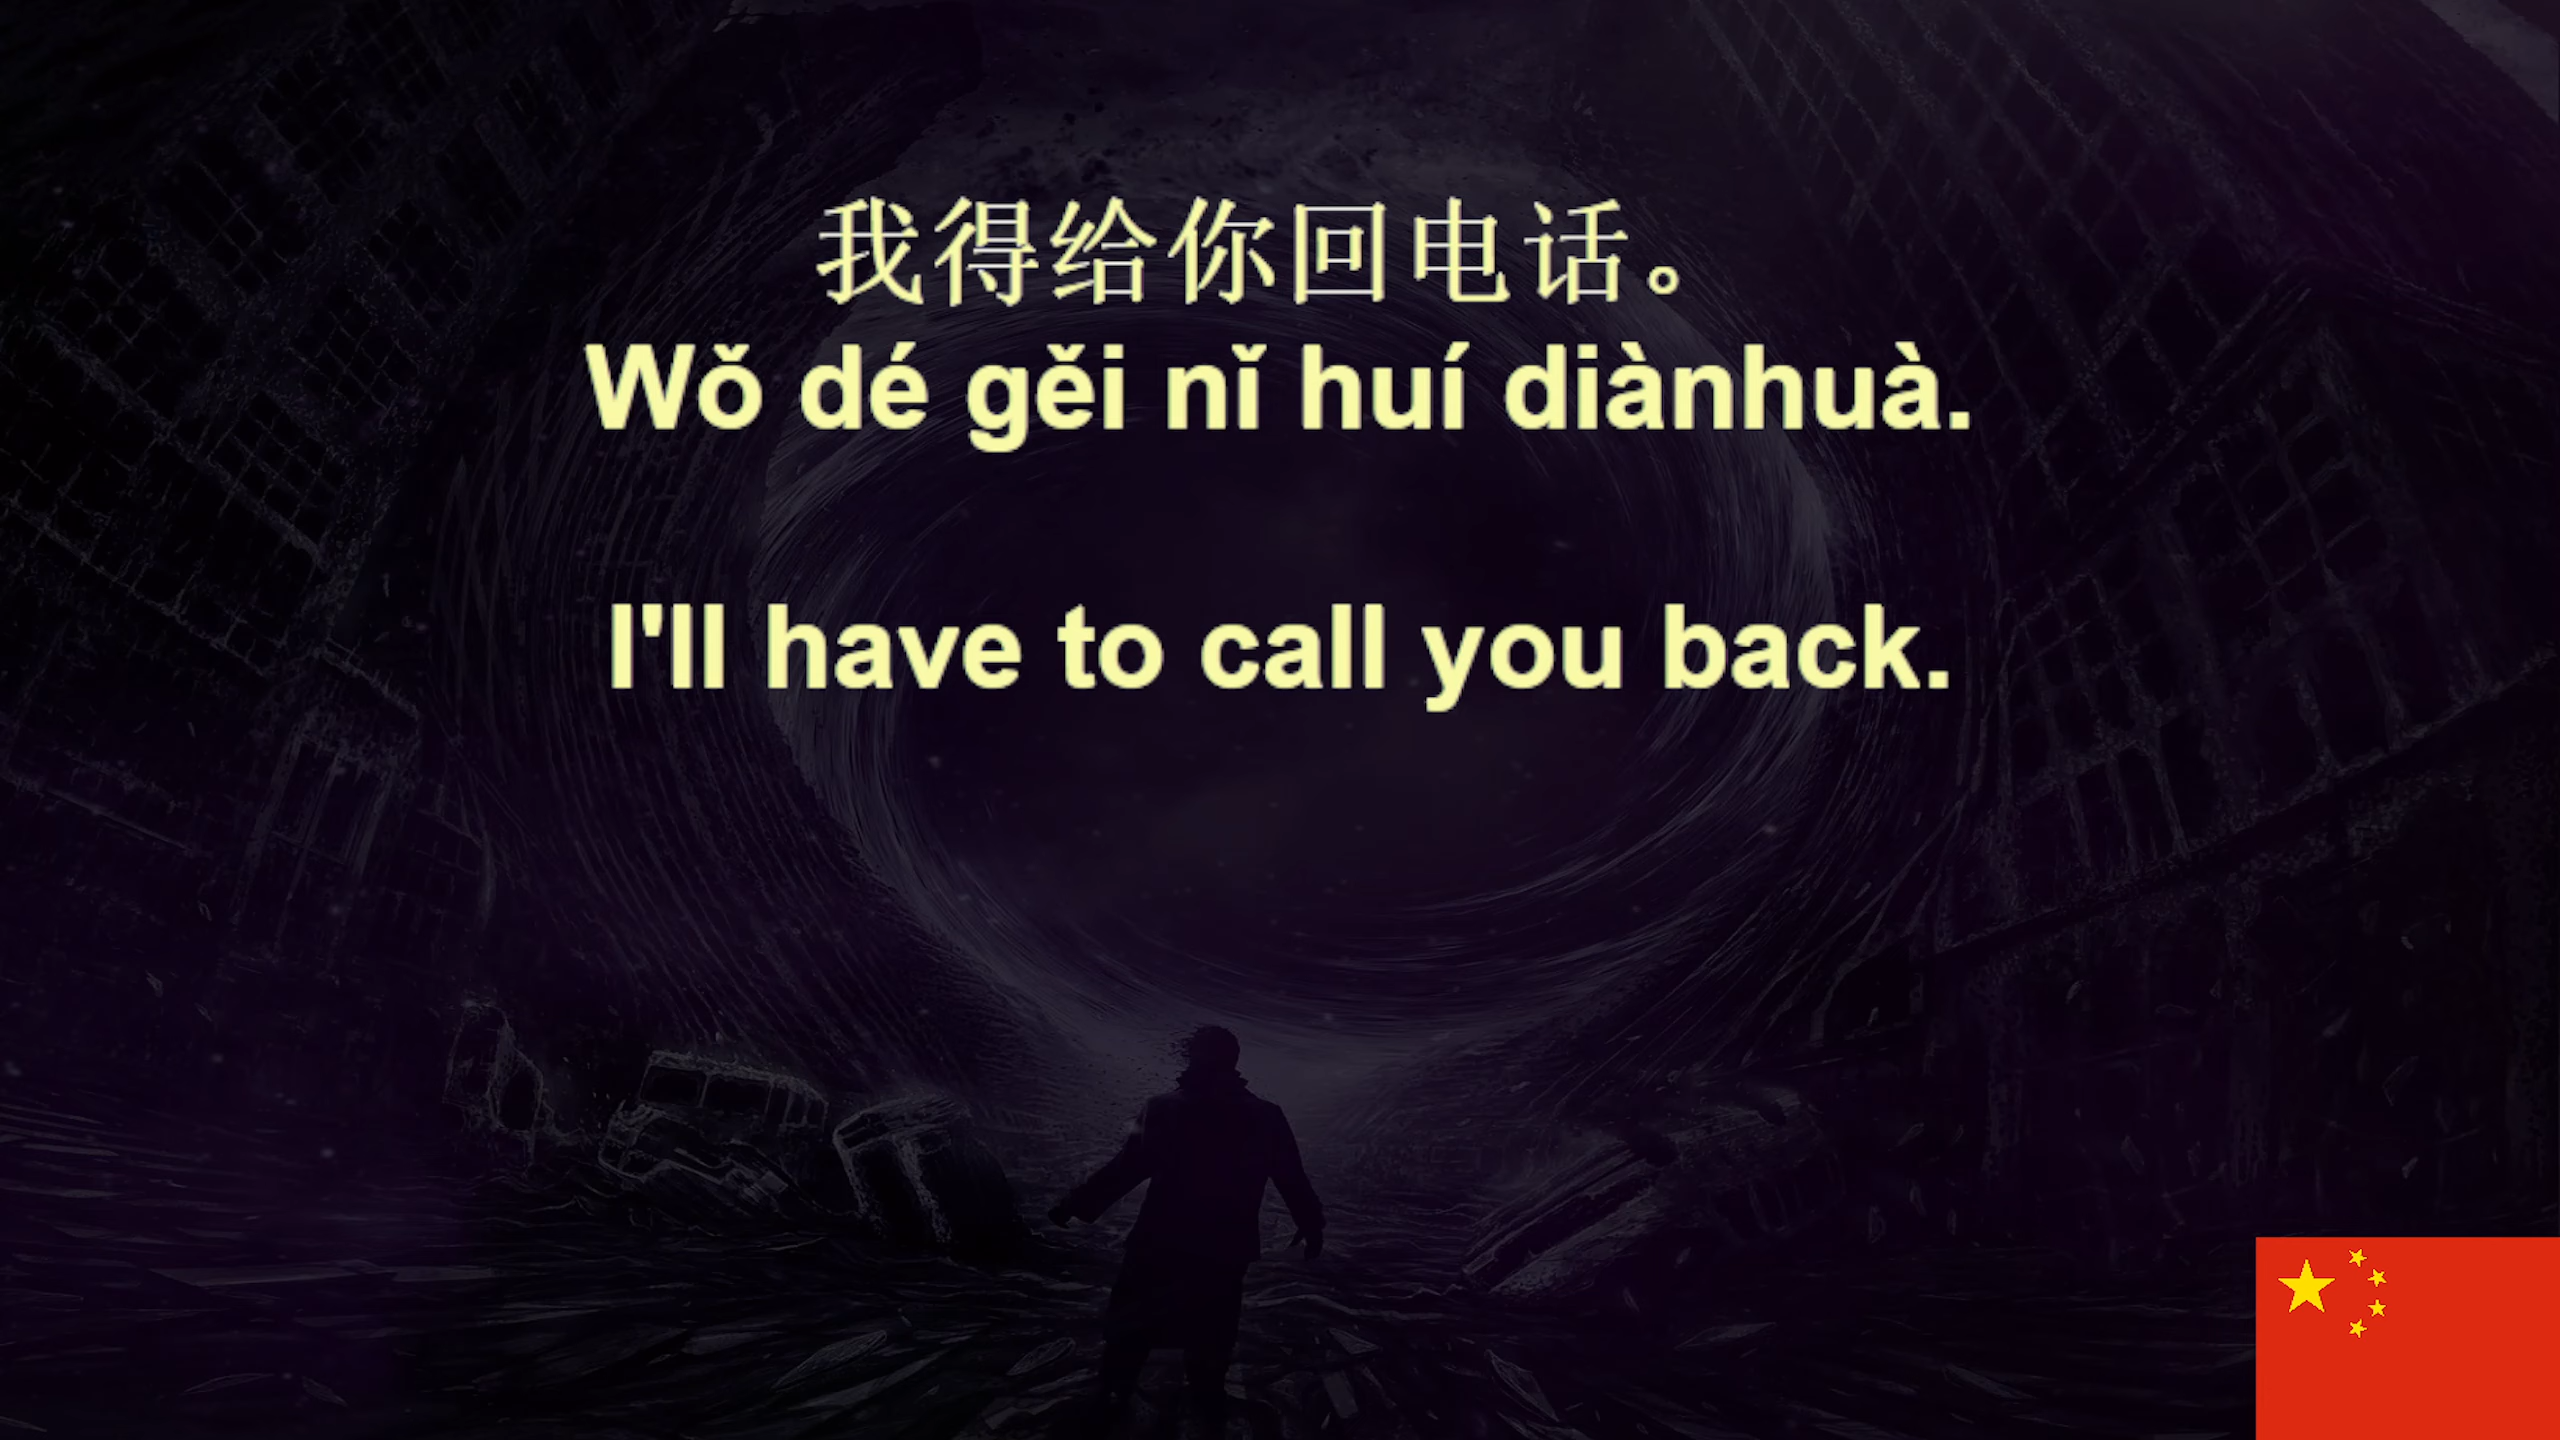 我得给你回电话。
Wǒ dé gěi nǐ huí diànhuà.
I'll have to call you back.